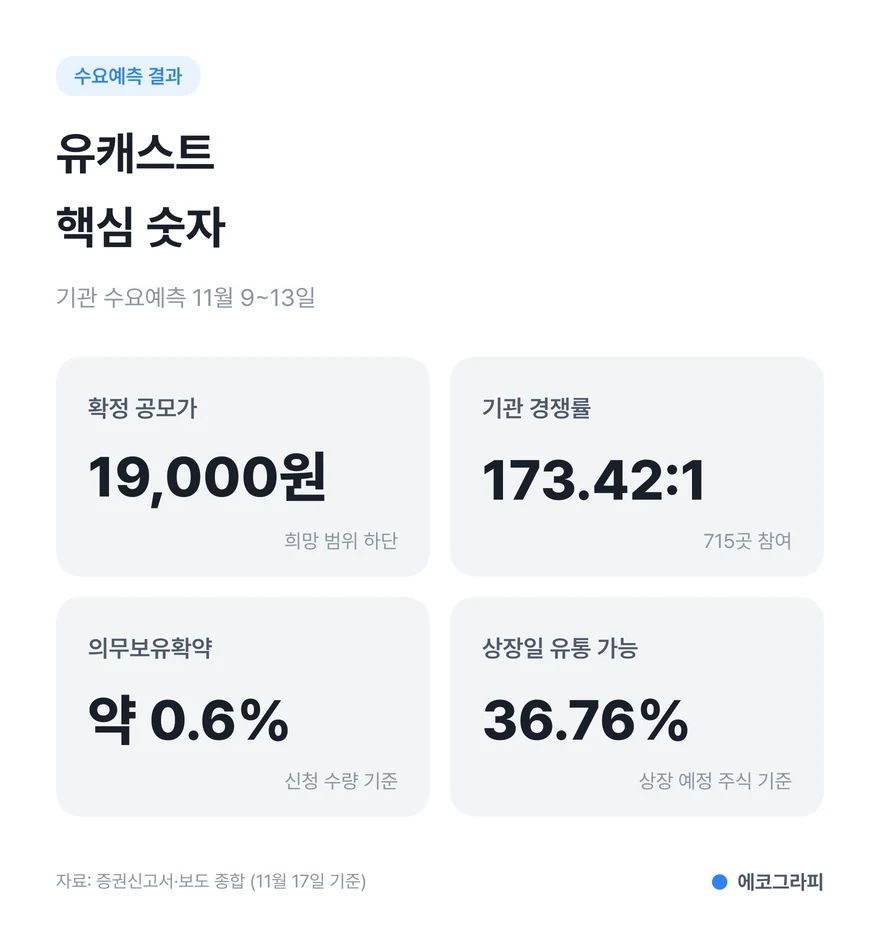 수요예측 결과
유캐스트
핵심 숫자
기관 수요예측 11월 9~13일
확정 공모가
19,000원
희망 범위 하단
기관 경쟁률
173.42:1
715곳 참여
의무보유확약
약 0.6%
신청 수량 기준
상장일 유통 가능
36.76%
상장 예정 주식 기준
자료: 증권신고서·보도 종합 (11월 17일 기준)
에코그라피